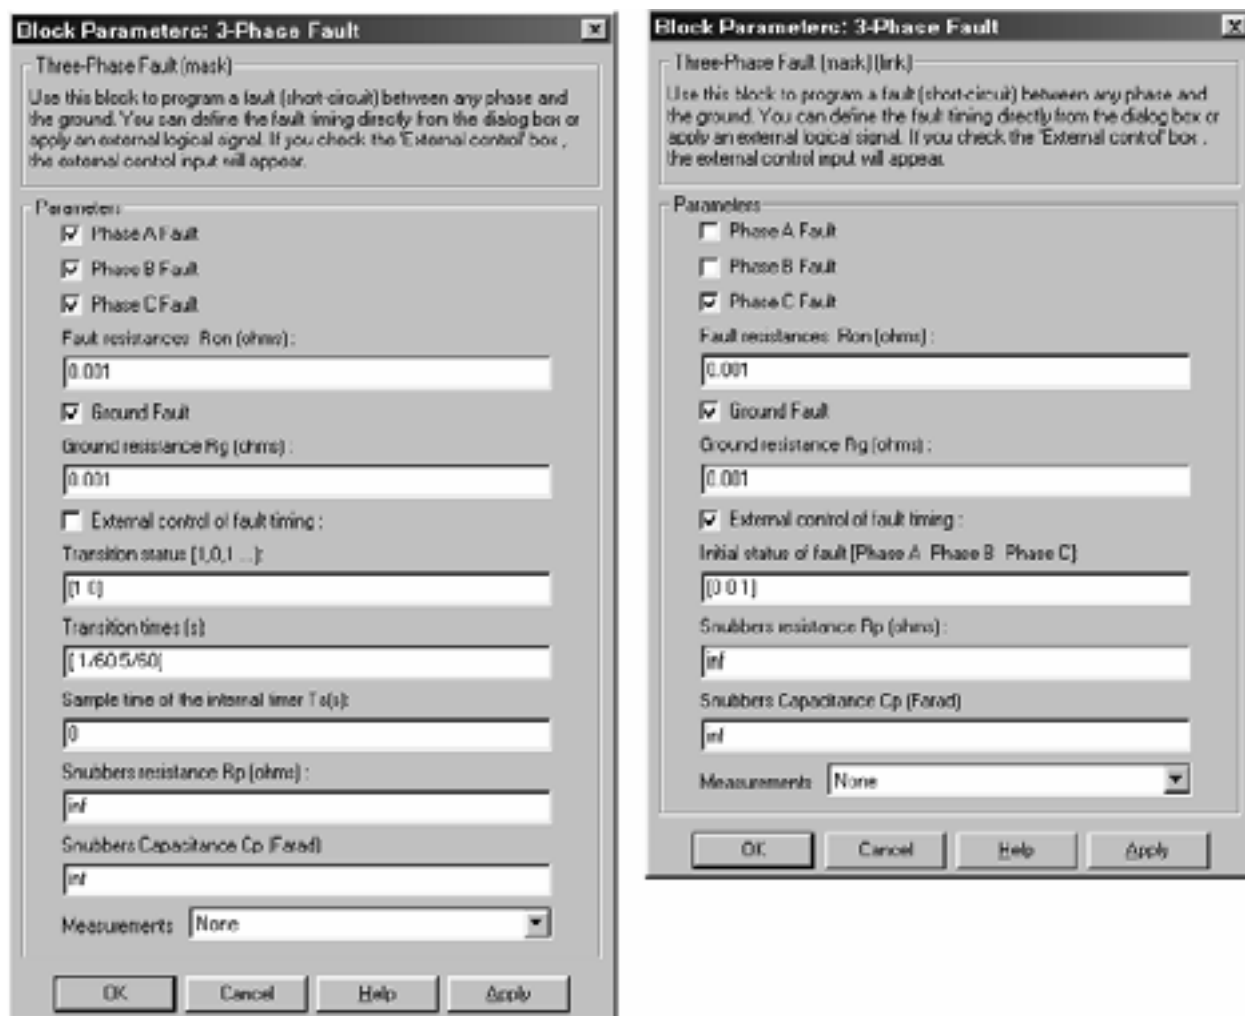 Block Parameters: 3-Phase Fault
Three-Phase Fault (mask)
Use this block to program a fault (short-circuit) between any phase and
the ground. You can define the fault timing directly from the dialog box or
apply an external logical signal. If you check the 'External control' box ,
the external control input will appear.
Parameters
Phase A Fault
Phase B Fault
Phase C Fault
Fault resistances Ron (ohms) :
0.001
Ground Fault
Ground resistance Rg (ohms) :
0.001
External control of fault timing :
Transition status [1,0,1 ...]:
[1 0]
Transition times (s):
[ 1/60 5/60]
Sample time of the internal timer Ts(s):
0
Snubbers resistance Rp (ohms) :
inf
Snubbers Capacitance Cp (Farad)
inf
Measurements None
OK Cancel Help Apply
Block Parameters: 3-Phase Fault
Three-Phase Fault (mask) (link)
Use this block to program a fault (short-circuit) between any phase and
the ground. You can define the fault timing directly from the dialog box or
apply an external logical signal. If you check the 'External control' box ,
the external control input will appear.
Parameters
Phase A Fault
Phase B Fault
Phase C Fault
Fault resistances Ron (ohms) :
0.001
Ground Fault
Ground resistance Rg (ohms) :
0.001
External control of fault timing :
Initial status of fault [Phase A Phase B Phase C]
[0 0 1]
Snubbers resistance Rp (ohms) :
inf
Snubbers Capacitance Cp (Farad)
inf
Measurements None
OK Cancel Help Apply